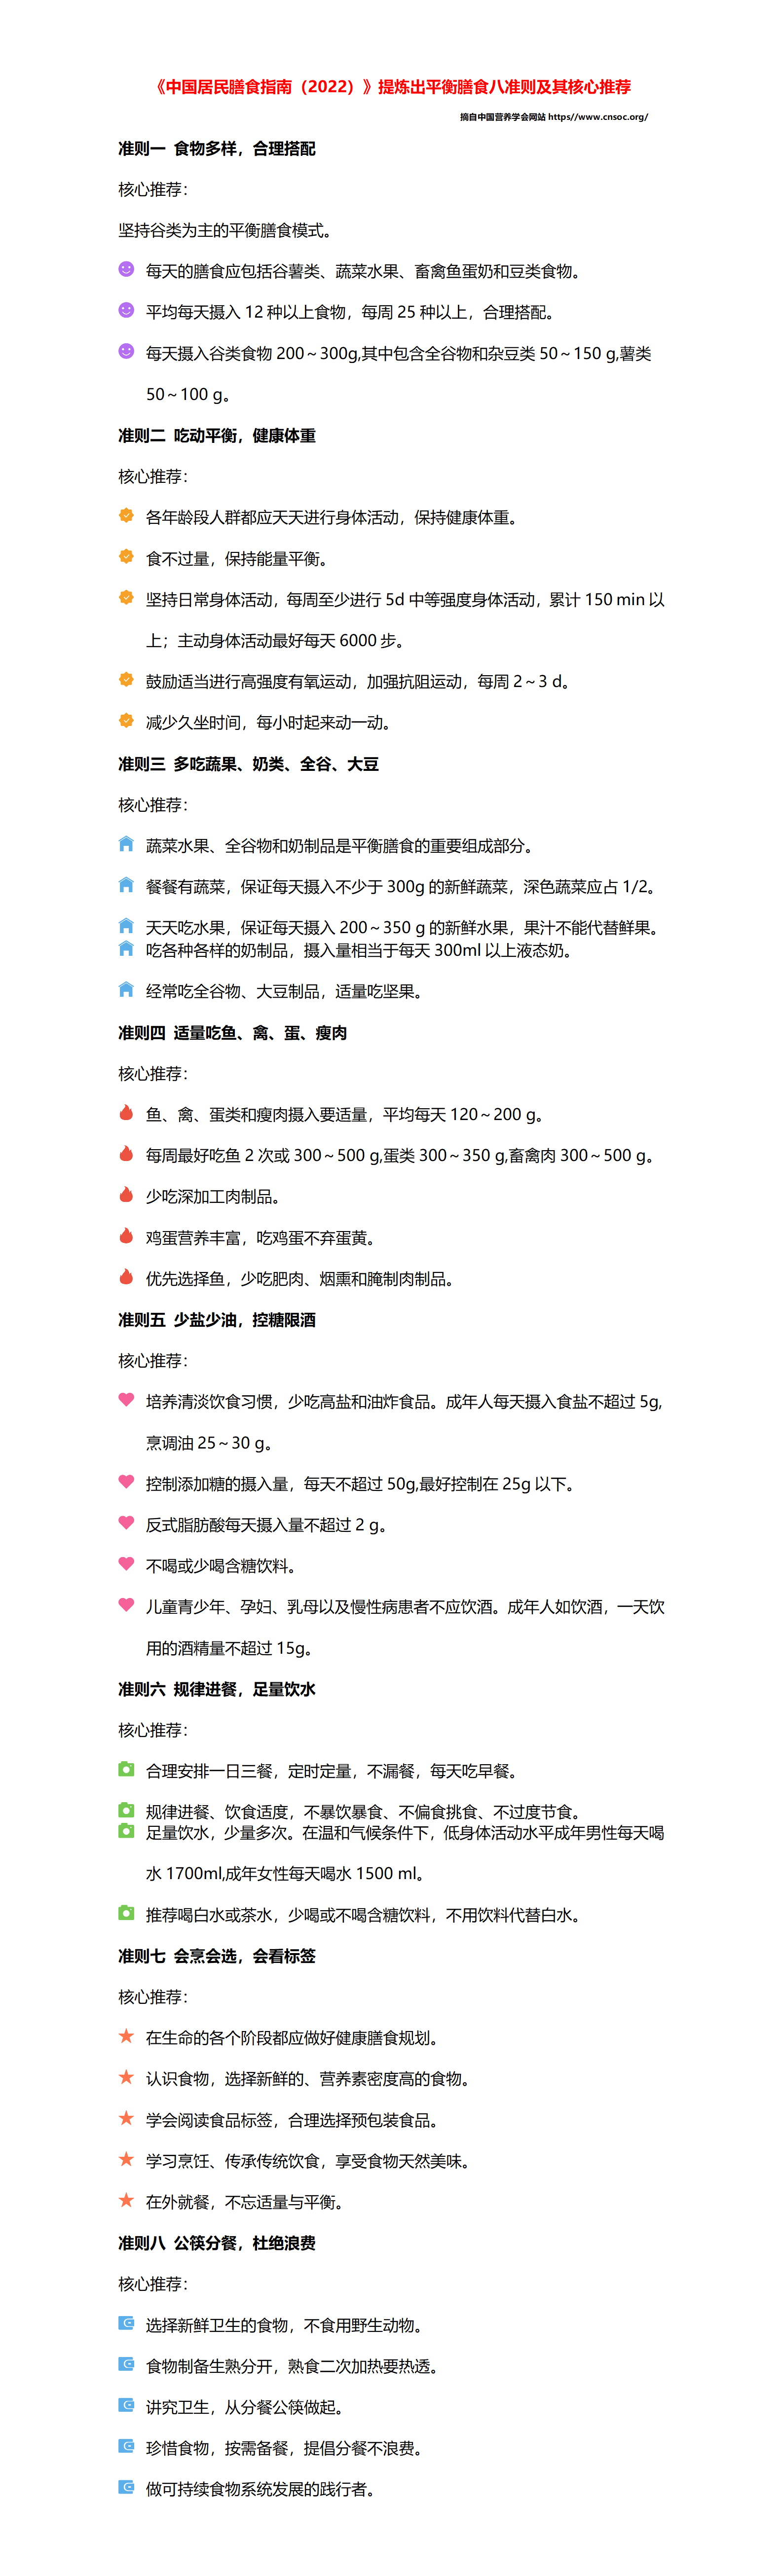 《中国居民膳食指南（2022）》提炼出平衡膳食八准则及其核心推荐
摘自中国营养学会网站 https//www.cnsoc.org/
准则一 食物多样，合理搭配
核心推荐：
坚持谷类为主的平衡膳食模式。
每天的膳食应包括谷薯类、蔬菜水果、畜禽鱼蛋奶和豆类食物。
平均每天摄入 12 种以上食物，每周 25 种以上，合理搭配。
每天摄入谷类食物 200～300g,其中包含全谷物和杂豆类 50～150 g,薯类
50～100 g。
准则二 吃动平衡，健康体重
核心推荐：
各年龄段人群都应天天进行身体活动，保持健康体重。
食不过量，保持能量平衡。
坚持日常身体活动，每周至少进行 5d 中等强度身体活动，累计 150 min 以
上；主动身体活动最好每天 6000 步。
鼓励适当进行高强度有氧运动，加强抗阻运动，每周 2～3 d。
减少久坐时间，每小时起来动一动。
准则三 多吃蔬果、奶类、全谷、大豆
核心推荐：
蔬菜水果、全谷物和奶制品是平衡膳食的重要组成部分。
餐餐有蔬菜，保证每天摄入不少于 300g 的新鲜蔬菜，深色蔬菜应占 1/2。
天天吃水果，保证每天摄入 200～350 g 的新鲜水果，果汁不能代替鲜果。
吃各种各样的奶制品，摄入量相当于每天 300ml 以上液态奶。
经常吃全谷物、大豆制品，适量吃坚果。
准则四 适量吃鱼、禽、蛋、瘦肉
核心推荐：
鱼、禽、蛋类和瘦肉摄入要适量，平均每天 120～200 g。
每周最好吃鱼 2 次或 300～500 g,蛋类 300～350 g,畜禽肉 300～500 g。
少吃深加工肉制品。
鸡蛋营养丰富，吃鸡蛋不弃蛋黄。
优先选择鱼，少吃肥肉、烟熏和腌制肉制品。
准则五 少盐少油，控糖限酒
核心推荐：
培养清淡饮食习惯，少吃高盐和油炸食品。成年人每天摄入食盐不超过 5g,
烹调油 25～30 g。
控制添加糖的摄入量，每天不超过 50g,最好控制在 25g 以下。
反式脂肪酸每天摄入量不超过 2 g。
不喝或少喝含糖饮料。
儿童青少年、孕妇、乳母以及慢性病患者不应饮酒。成年人如饮酒，一天饮
用的酒精量不超过 15g。
准则六 规律进餐，足量饮水
核心推荐：
合理安排一日三餐，定时定量，不漏餐，每天吃早餐。
规律进餐、饮食适度，不暴饮暴食、不偏食挑食、不过度节食。
足量饮水，少量多次。在温和气候条件下，低身体活动水平成年男性每天喝
水 1700ml,成年女性每天喝水 1500 ml。
推荐喝白水或茶水，少喝或不喝含糖饮料，不用饮料代替白水。
准则七 会烹会选，会看标签
核心推荐：
在生命的各个阶段都应做好健康膳食规划。
认识食物，选择新鲜的、营养素密度高的食物。
学会阅读食品标签，合理选择预包装食品。
学习烹饪、传承传统饮食，享受食物天然美味。
在外就餐，不忘适量与平衡。
准则八 公筷分餐，杜绝浪费
核心推荐：
选择新鲜卫生的食物，不食用野生动物。
食物制备生熟分开，熟食二次加热要热透。
讲究卫生，从分餐公筷做起。
珍惜食物，按需备餐，提倡分餐不浪费。
做可持续食物系统发展的践行者。